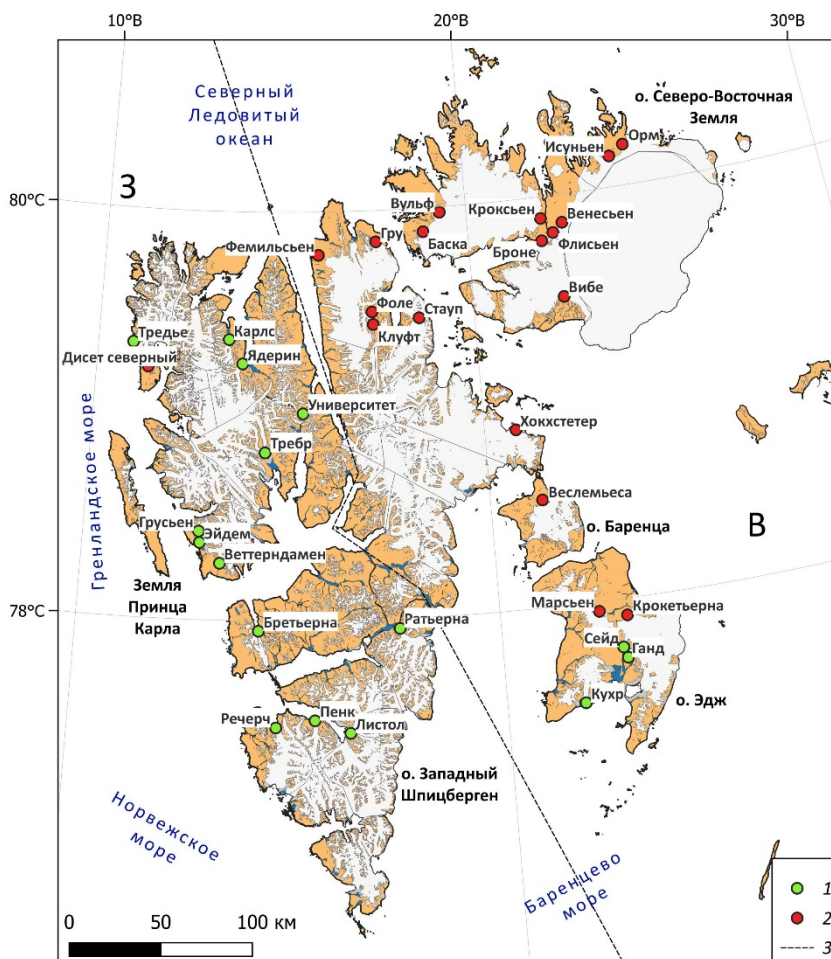 10°В
20°В
30°В
Северный
Ледовитый
океан
о. Северо-Восточная
Земля
Орм
Исуньен
80°С
З
Вульф
Кроксьен
Венесьен
Гру
Баска
Флисьен
Фемильсьен
Броне
Вибе
Фоле
Стауп
Тредье
Карлс
Клуфт
Дисет северный
Ядерин
Университет
Хокхстетер
Гренландское море
Требр
Веслемьеса
Грусьен
Эйдем
о. Баренца
В
Веттерндамен
Земля
Принца
Карла
78°С
Марсьен
Крокетьерна
Бретьерна
Ратьерна
Сейд
Ганд
Кухр
о. Эдж
Речерч
Пенк
Листол
о. Западный
Шпицберген
Норвежское
море
Баренцево
море
0
50
100 км
1
2
3